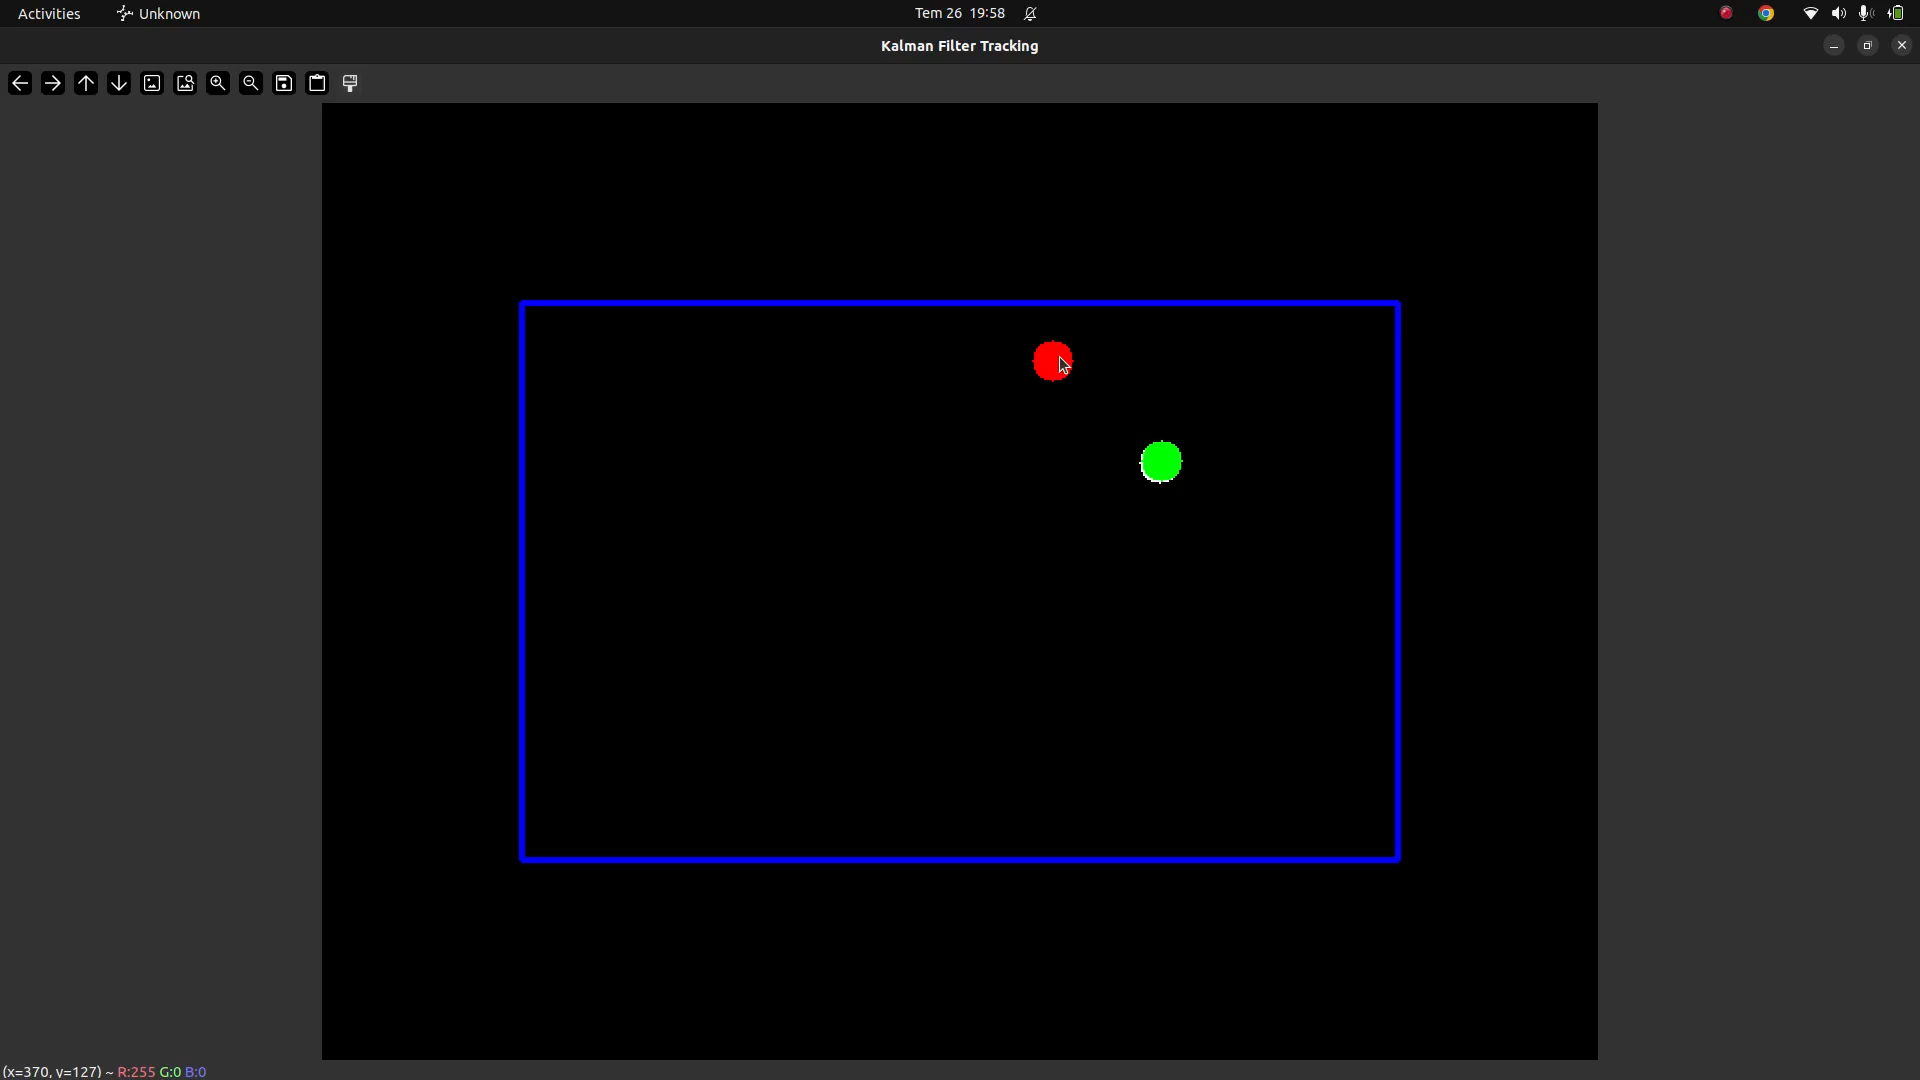 Activities Unknown Tem 26 19:58
Kalman Filter Tracking
(x=370, y=127) ~ R:255 G:0 B:0